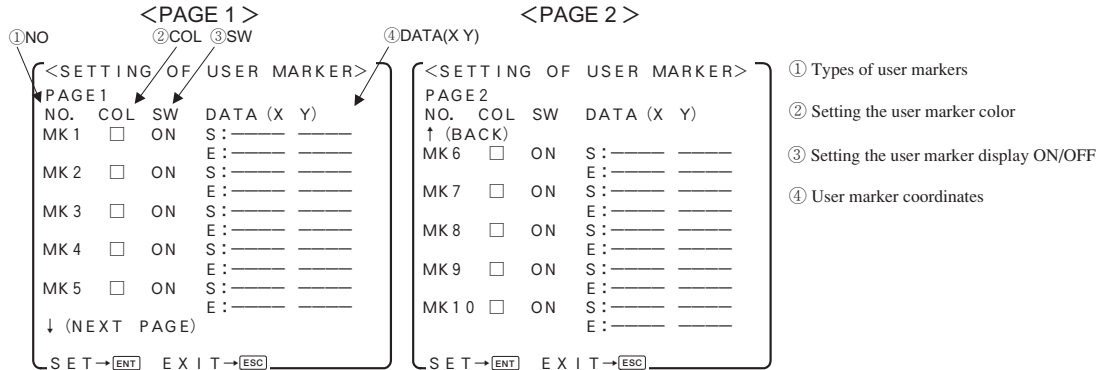 <PAGE 1 >
①NO ②COL ③SW ④DATA(X Y)
<SETTING OF USER MARKER>
PAGE1
NO. COL SW DATA (X Y)
MK1 □ ON S:―――― ――――
E:―――― ――――
MK2 □ ON S:―――― ――――
E:―――― ――――
MK3 □ ON S:―――― ――――
E:―――― ――――
MK4 □ ON S:―――― ――――
E:―――― ――――
MK5 □ ON S:―――― ――――
E:―――― ――――
↓ (NEXT PAGE)
SET→ENT EXIT→ESC
<PAGE 2 >
<SETTING OF USER MARKER>
PAGE2
NO. COL SW DATA (X Y)
↑ (BACK)
MK6 □ ON S:―――― ――――
E:―――― ――――
MK7 □ ON S:―――― ――――
E:―――― ――――
MK8 □ ON S:―――― ――――
E:―――― ――――
MK9 □ ON S:―――― ――――
E:―――― ――――
MK10 □ ON S:―――― ――――
E:―――― ――――
SET→ENT EXIT→ESC
① Types of user markers
② Setting the user marker color
③ Setting the user marker display ON/OFF
④ User marker coordinates